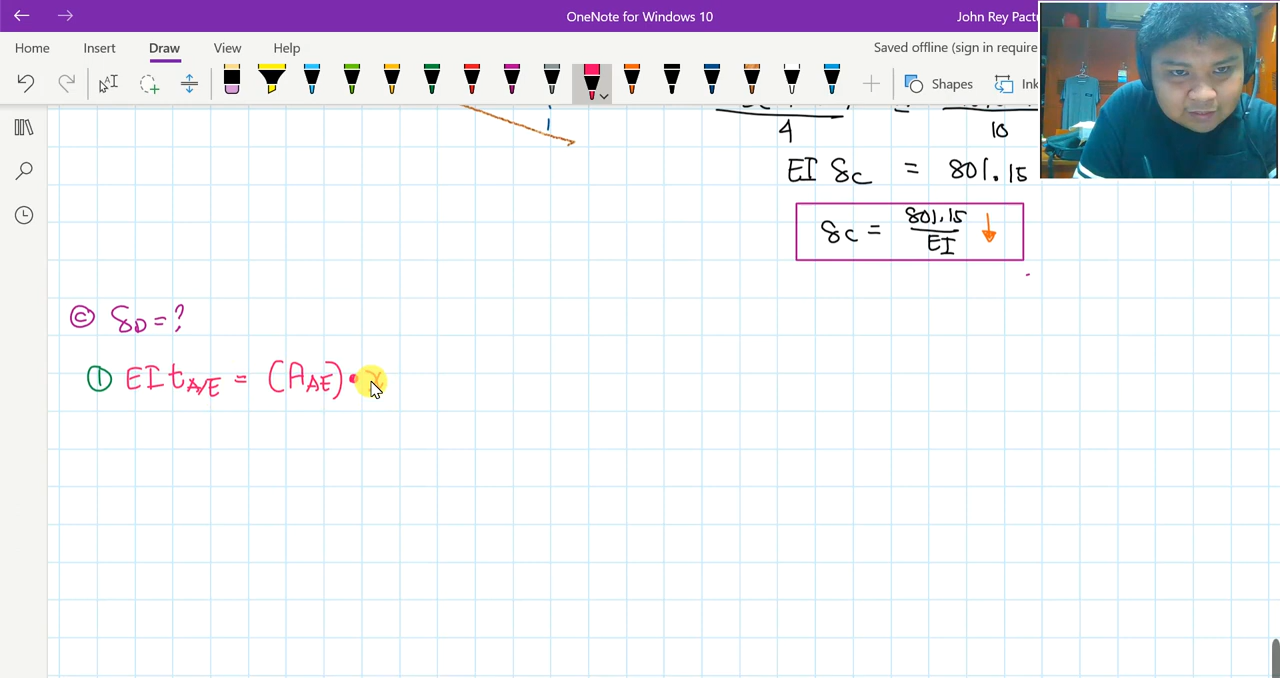 OneNote for Windows 10
John Rey Pactu
Home Insert Draw View Help
Saved offline (sign in require
Shapes Ink
4 = 10
EI δC = 801.15
δC = 801.15 / EI ↓
Ⓒ δD = ?
① EI tA/E = (AAE) •